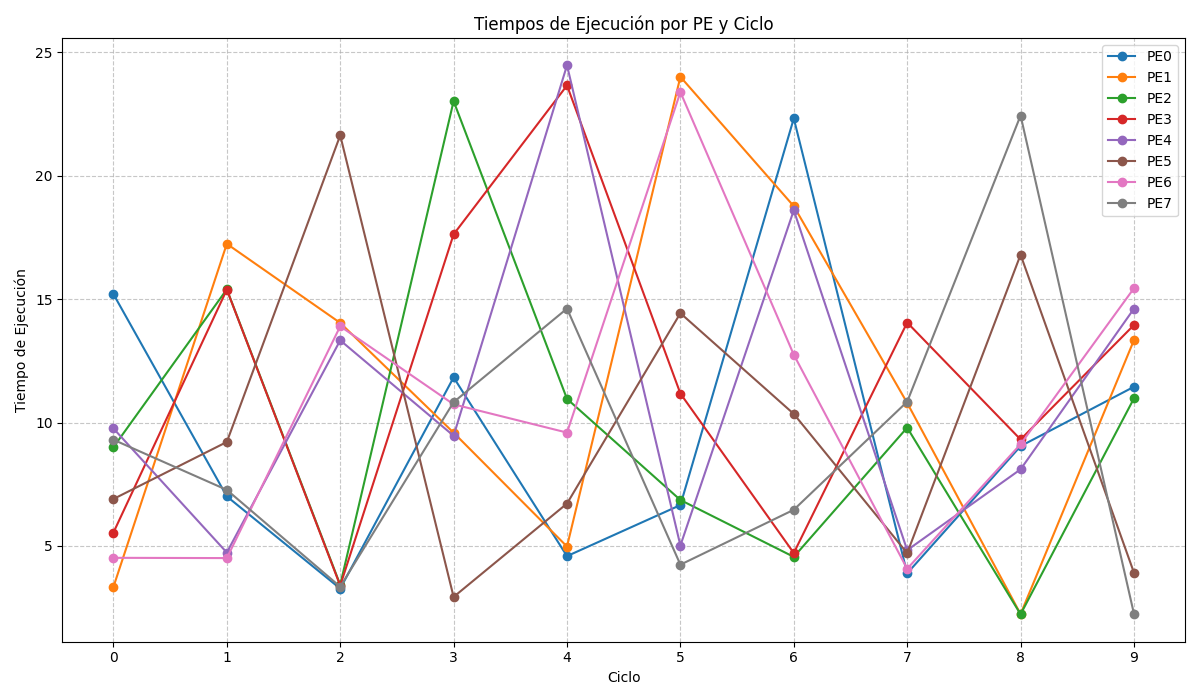 Tiempos de Ejecución por PE y Ciclo
Tiempo de Ejecución
25
20
15
10
5
0 1 2 3 4 5 6 7 8 9
Ciclo
PE0
PE1
PE2
PE3
PE4
PE5
PE6
PE7